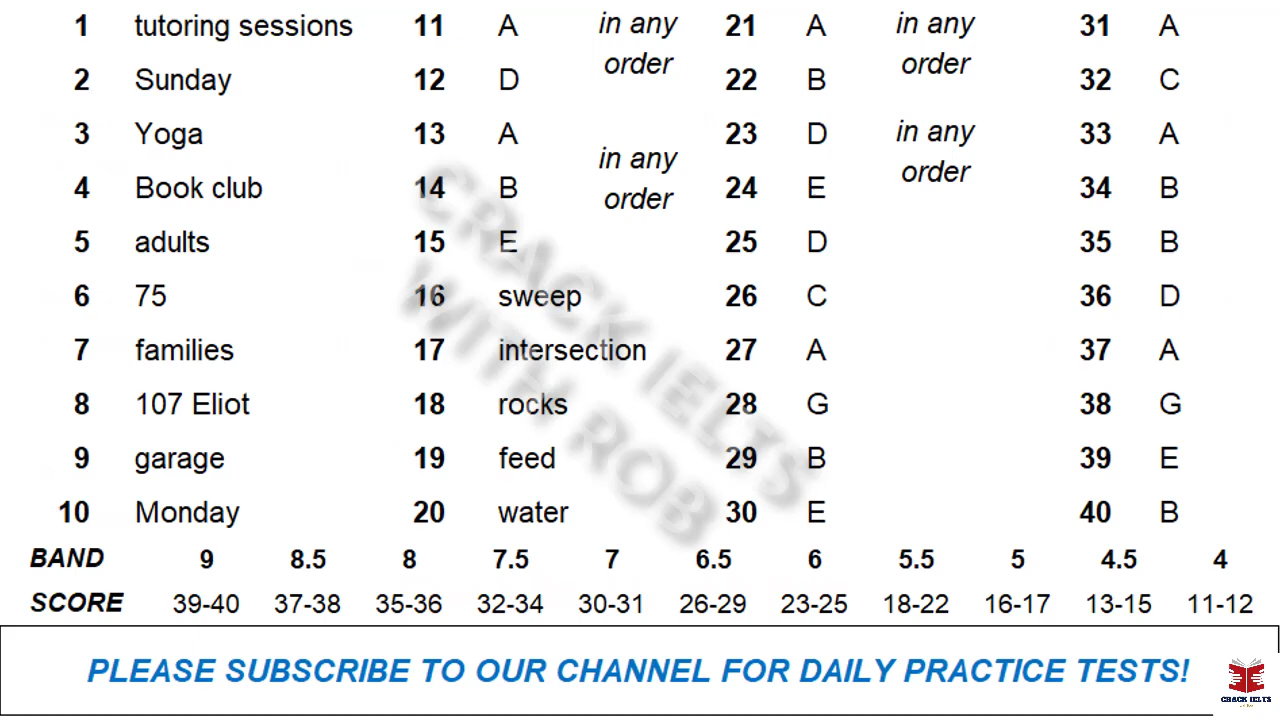 1 tutoring sessions 11 A in any order 21 A in any order 31 A
2 Sunday 12 D 22 B 32 C
3 Yoga 13 A in any order 23 D in any order 33 A
4 Book club 14 B 24 E 34 B
5 adults 15 E 25 D 35 B
6 75 16 sweep 26 C 36 D
7 families 17 intersection 27 A 37 A
8 107 Eliot 18 rocks 28 G 38 G
9 garage 19 feed 29 B 39 E
10 Monday 20 water 30 E 40 B
CRACK IELTS
WITH ROB
BAND 9 8.5 8 7.5 7 6.5 6 5.5 5 4.5 4
SCORE 39-40 37-38 35-36 32-34 30-31 26-29 23-25 18-22 16-17 13-15 11-12
PLEASE SUBSCRIBE TO OUR CHANNEL FOR DAILY PRACTICE TESTS!
CRACK IELTS